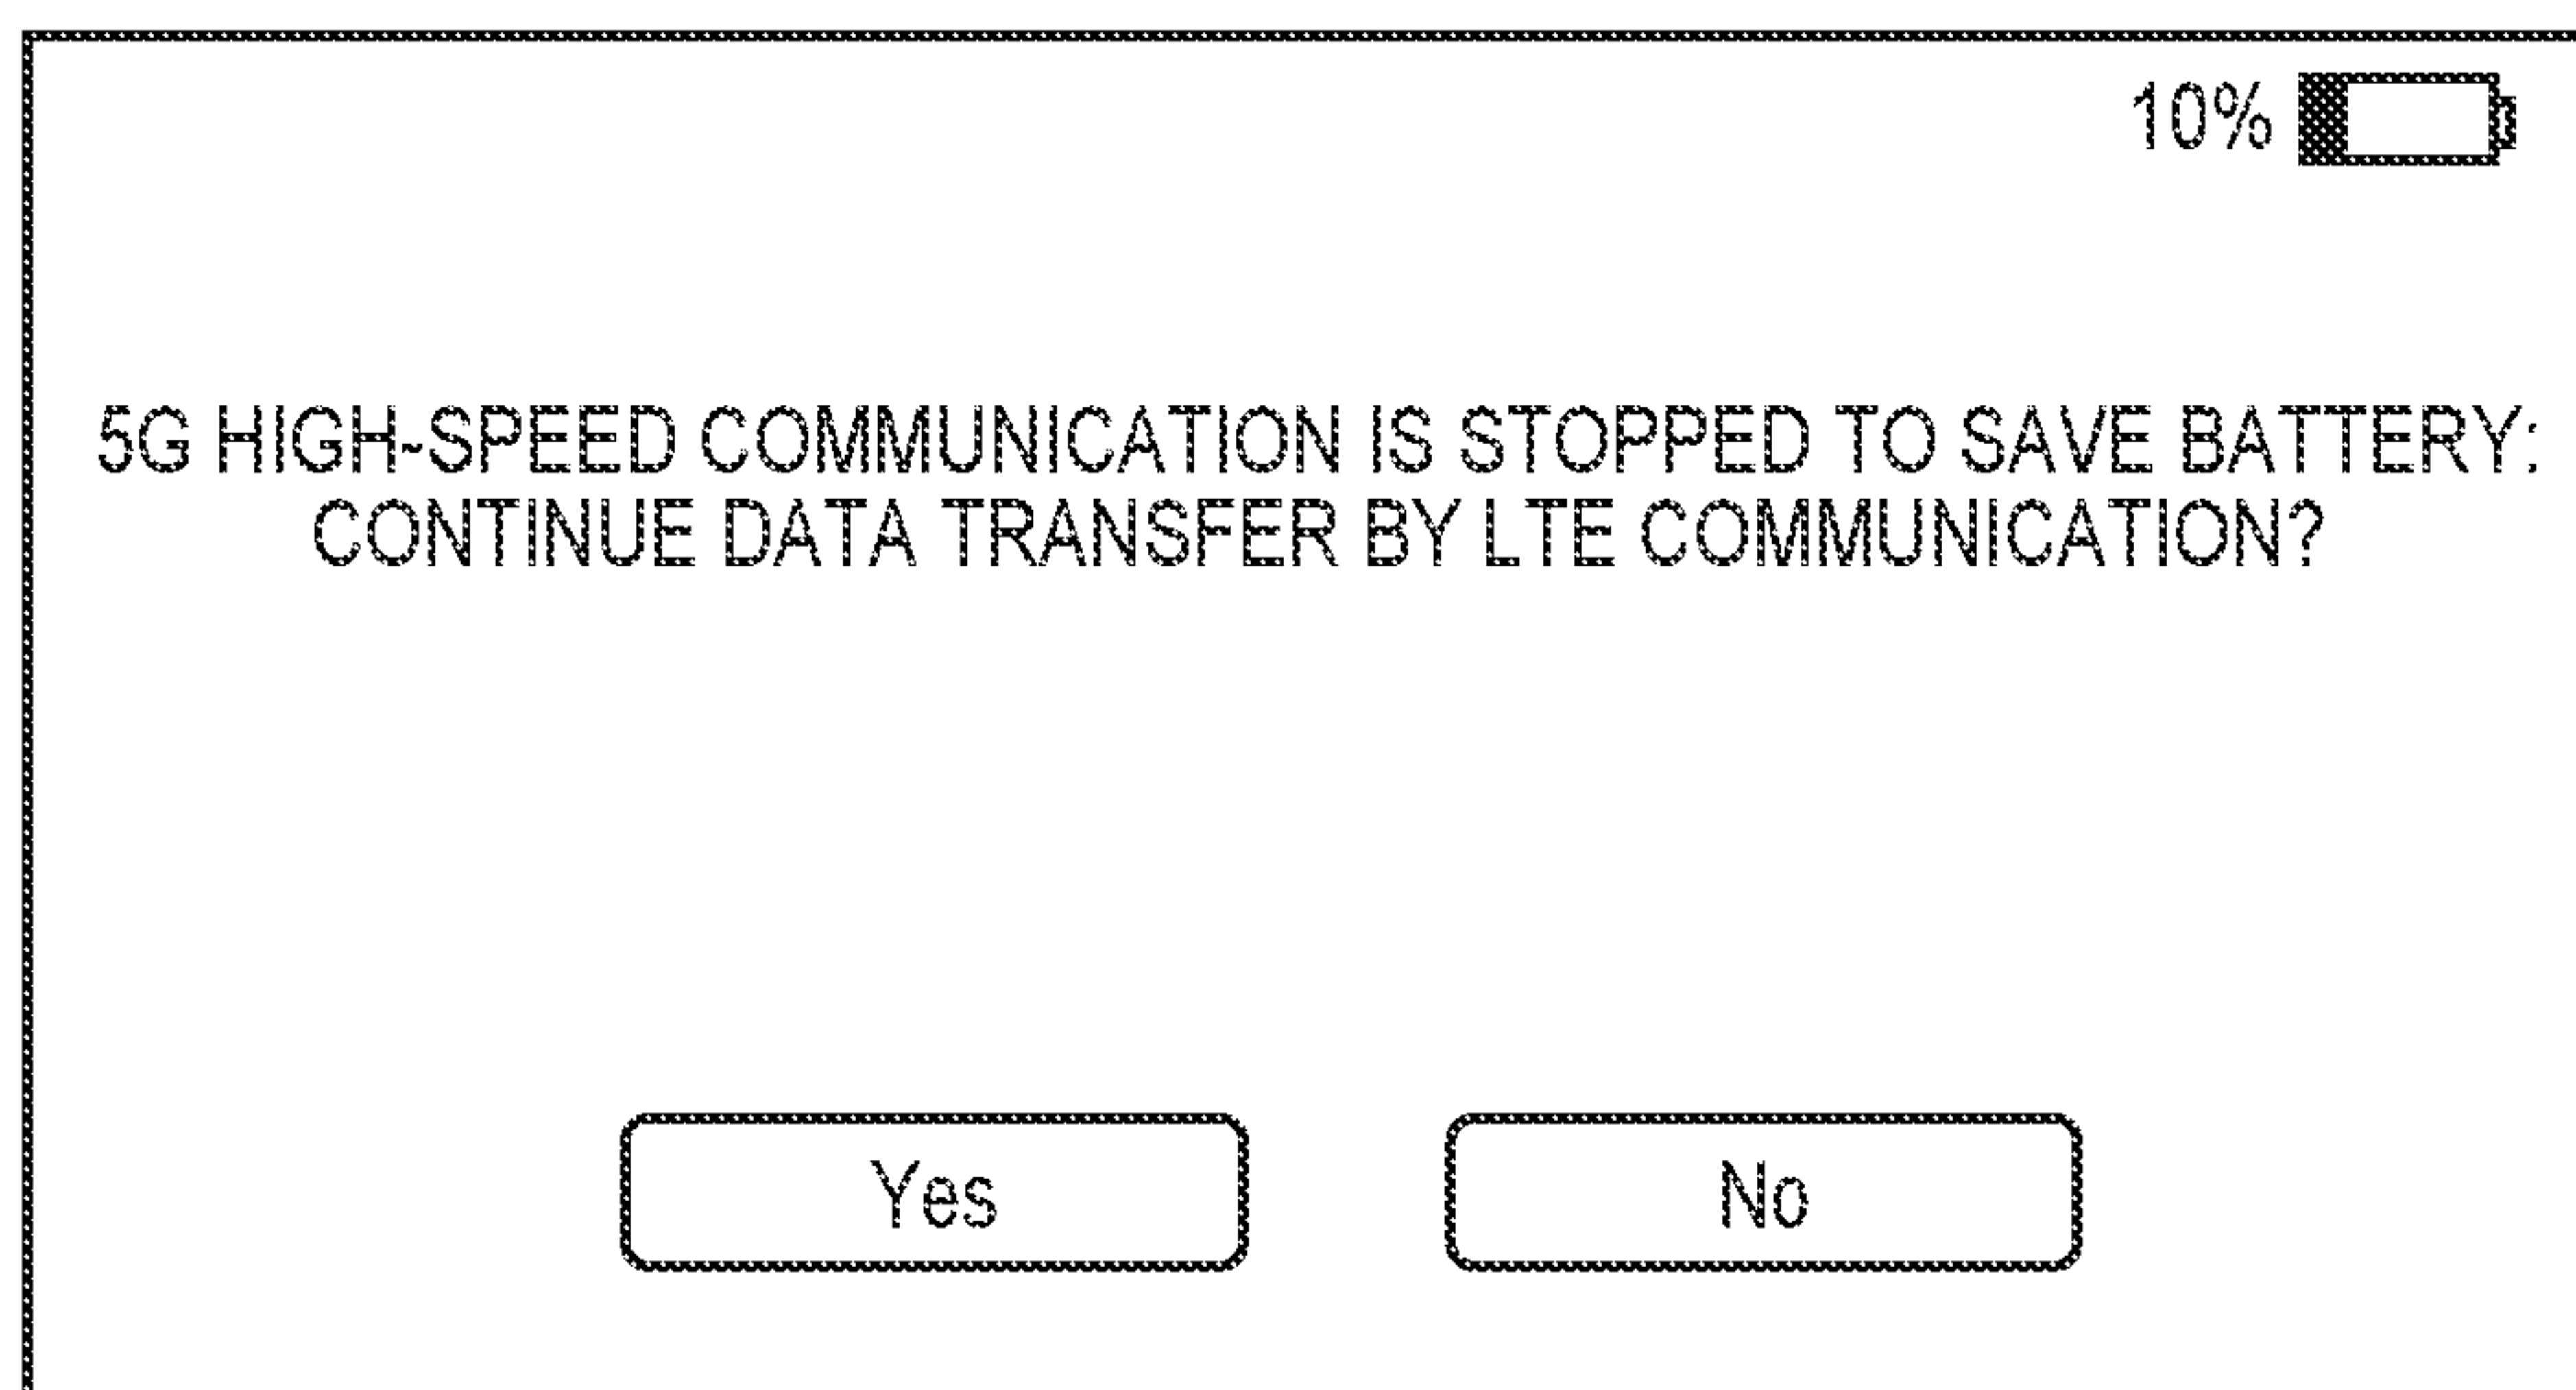 10%
5G HIGH-SPEED COMMUNICATION IS STOPPED TO SAVE BATTERY:
CONTINUE DATA TRANSFER BY LTE COMMUNICATION?
Yes
No